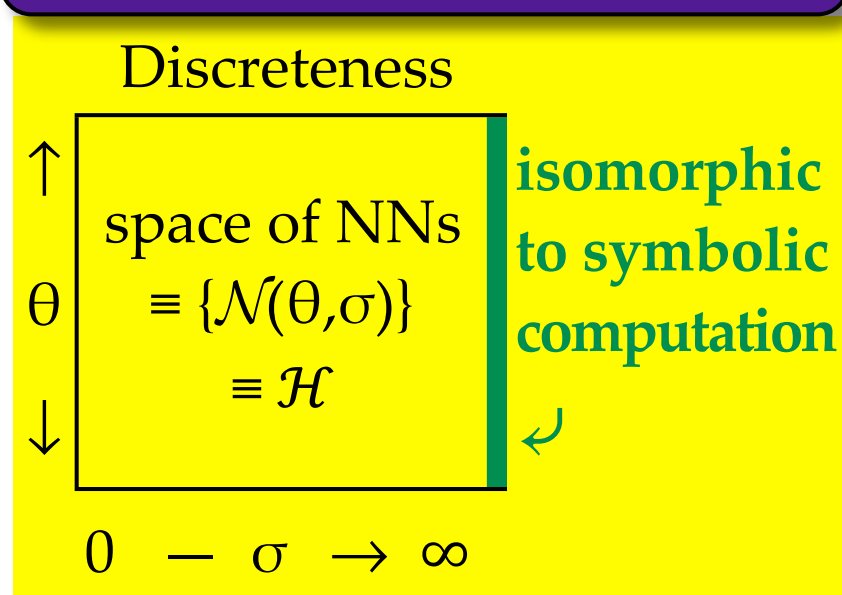 Discreteness
↑
isomorphic
space of NNs
to symbolic
θ
≡ {𝒩(θ,σ)}
computation
≡ ℋ
↓
⤶
0 — σ → ∞